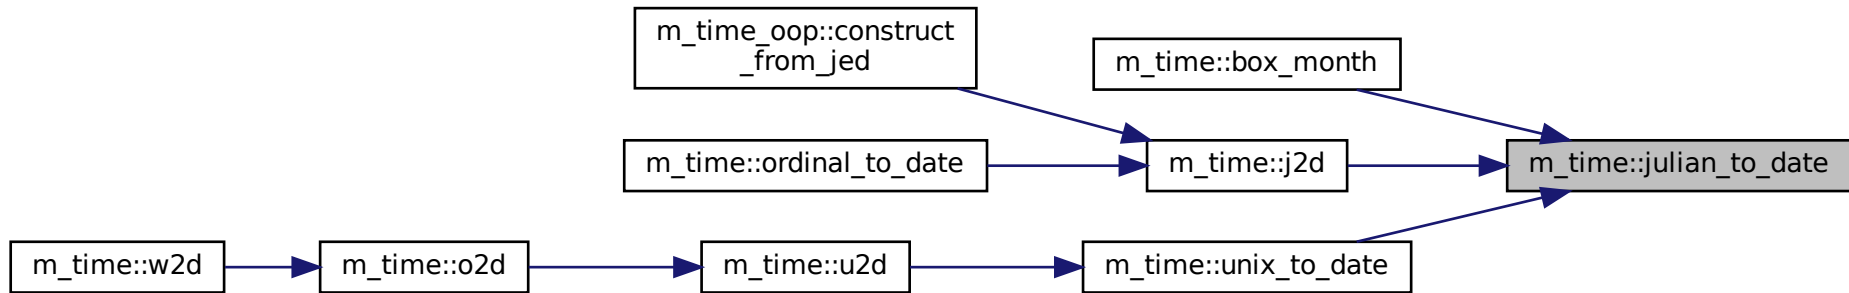 m_time_oop::construct
_from_jed
m_time::box_month
m_time::ordinal_to_date
m_time::j2d
m_time::julian_to_date
m_time::w2d
m_time::o2d
m_time::u2d
m_time::unix_to_date